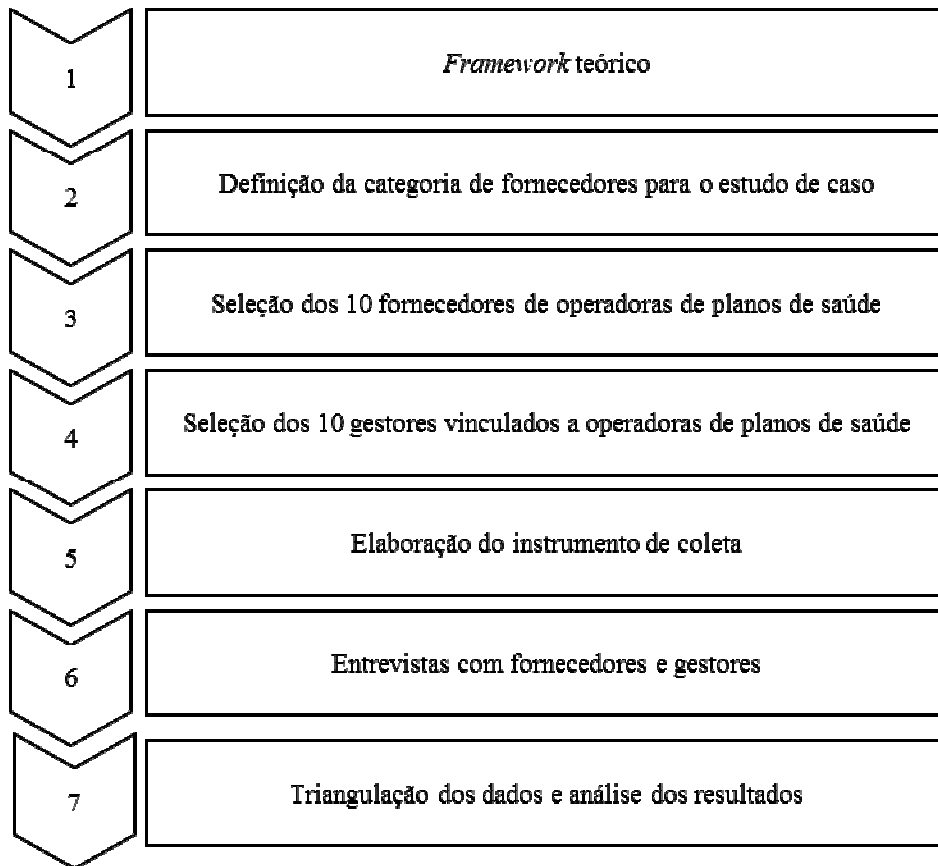 1
Framework teórico
2
Definição da categoria de fornecedores para o estudo de caso
3
Seleção dos 10 fornecedores de operadoras de planos de saúde
4
Seleção dos 10 gestores vinculados a operadoras de planos de saúde
5
Elaboração do instrumento de coleta
6
Entrevistas com fornecedores e gestores
7
Triangulação dos dados e análise dos resultados